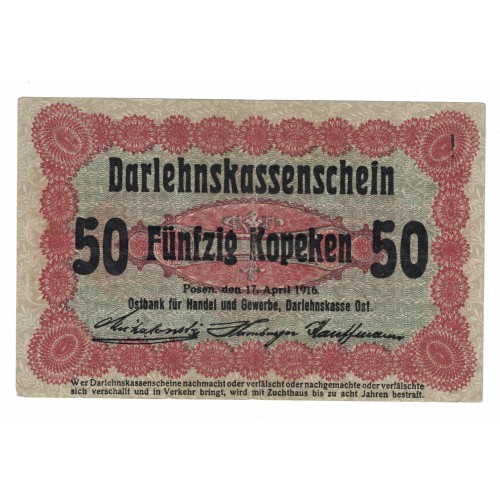 Darlehnskassenschein
50 Fünfzig Kopeken 50
Posen, den 17. April 1916.
Ostbank für Handel und Gewerbe, Darlehnskasse Ost.
Hamburger Kauffmann
Wer Darlehnskassenscheine nachmacht oder verfälscht oder nachgemachte oder verfälschte
sich verschafft und in Verkehr bringt, wird mit Zuchthaus bis zu acht Jahren bestraft.